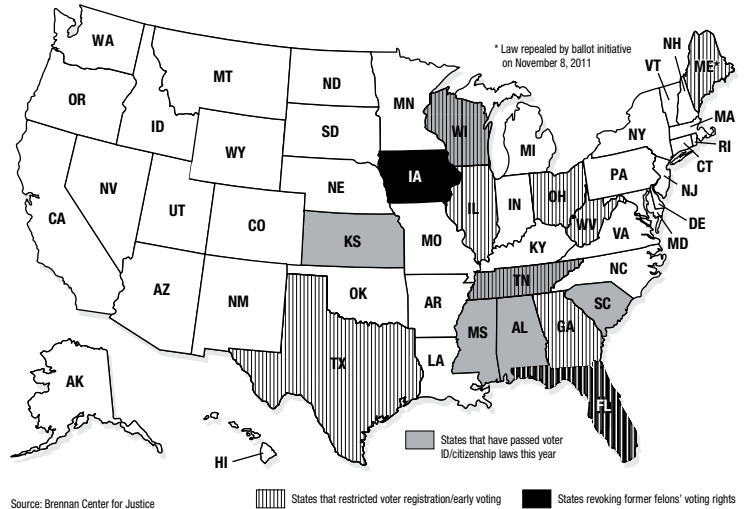 WA
MT
ND
MN
* Law repealed by ballot initiative
on November 8, 2011
NH
VT
ME*
OR
ID
SD
WI
MI
NY
MA
RI
CT
WY
IA
PA
NJ
NV
NE
IL
IN
OH
DE
MD
CA
UT
CO
KS
MO
WV
VA
KY
NC
AZ
NM
OK
AR
TN
SC
MS
AL
GA
TX
LA
FL
AK
HI
States that have passed voter
ID/citizenship laws this year
Source: Brennan Center for Justice
States that restricted voter registration/early voting
States revoking former felons' voting rights